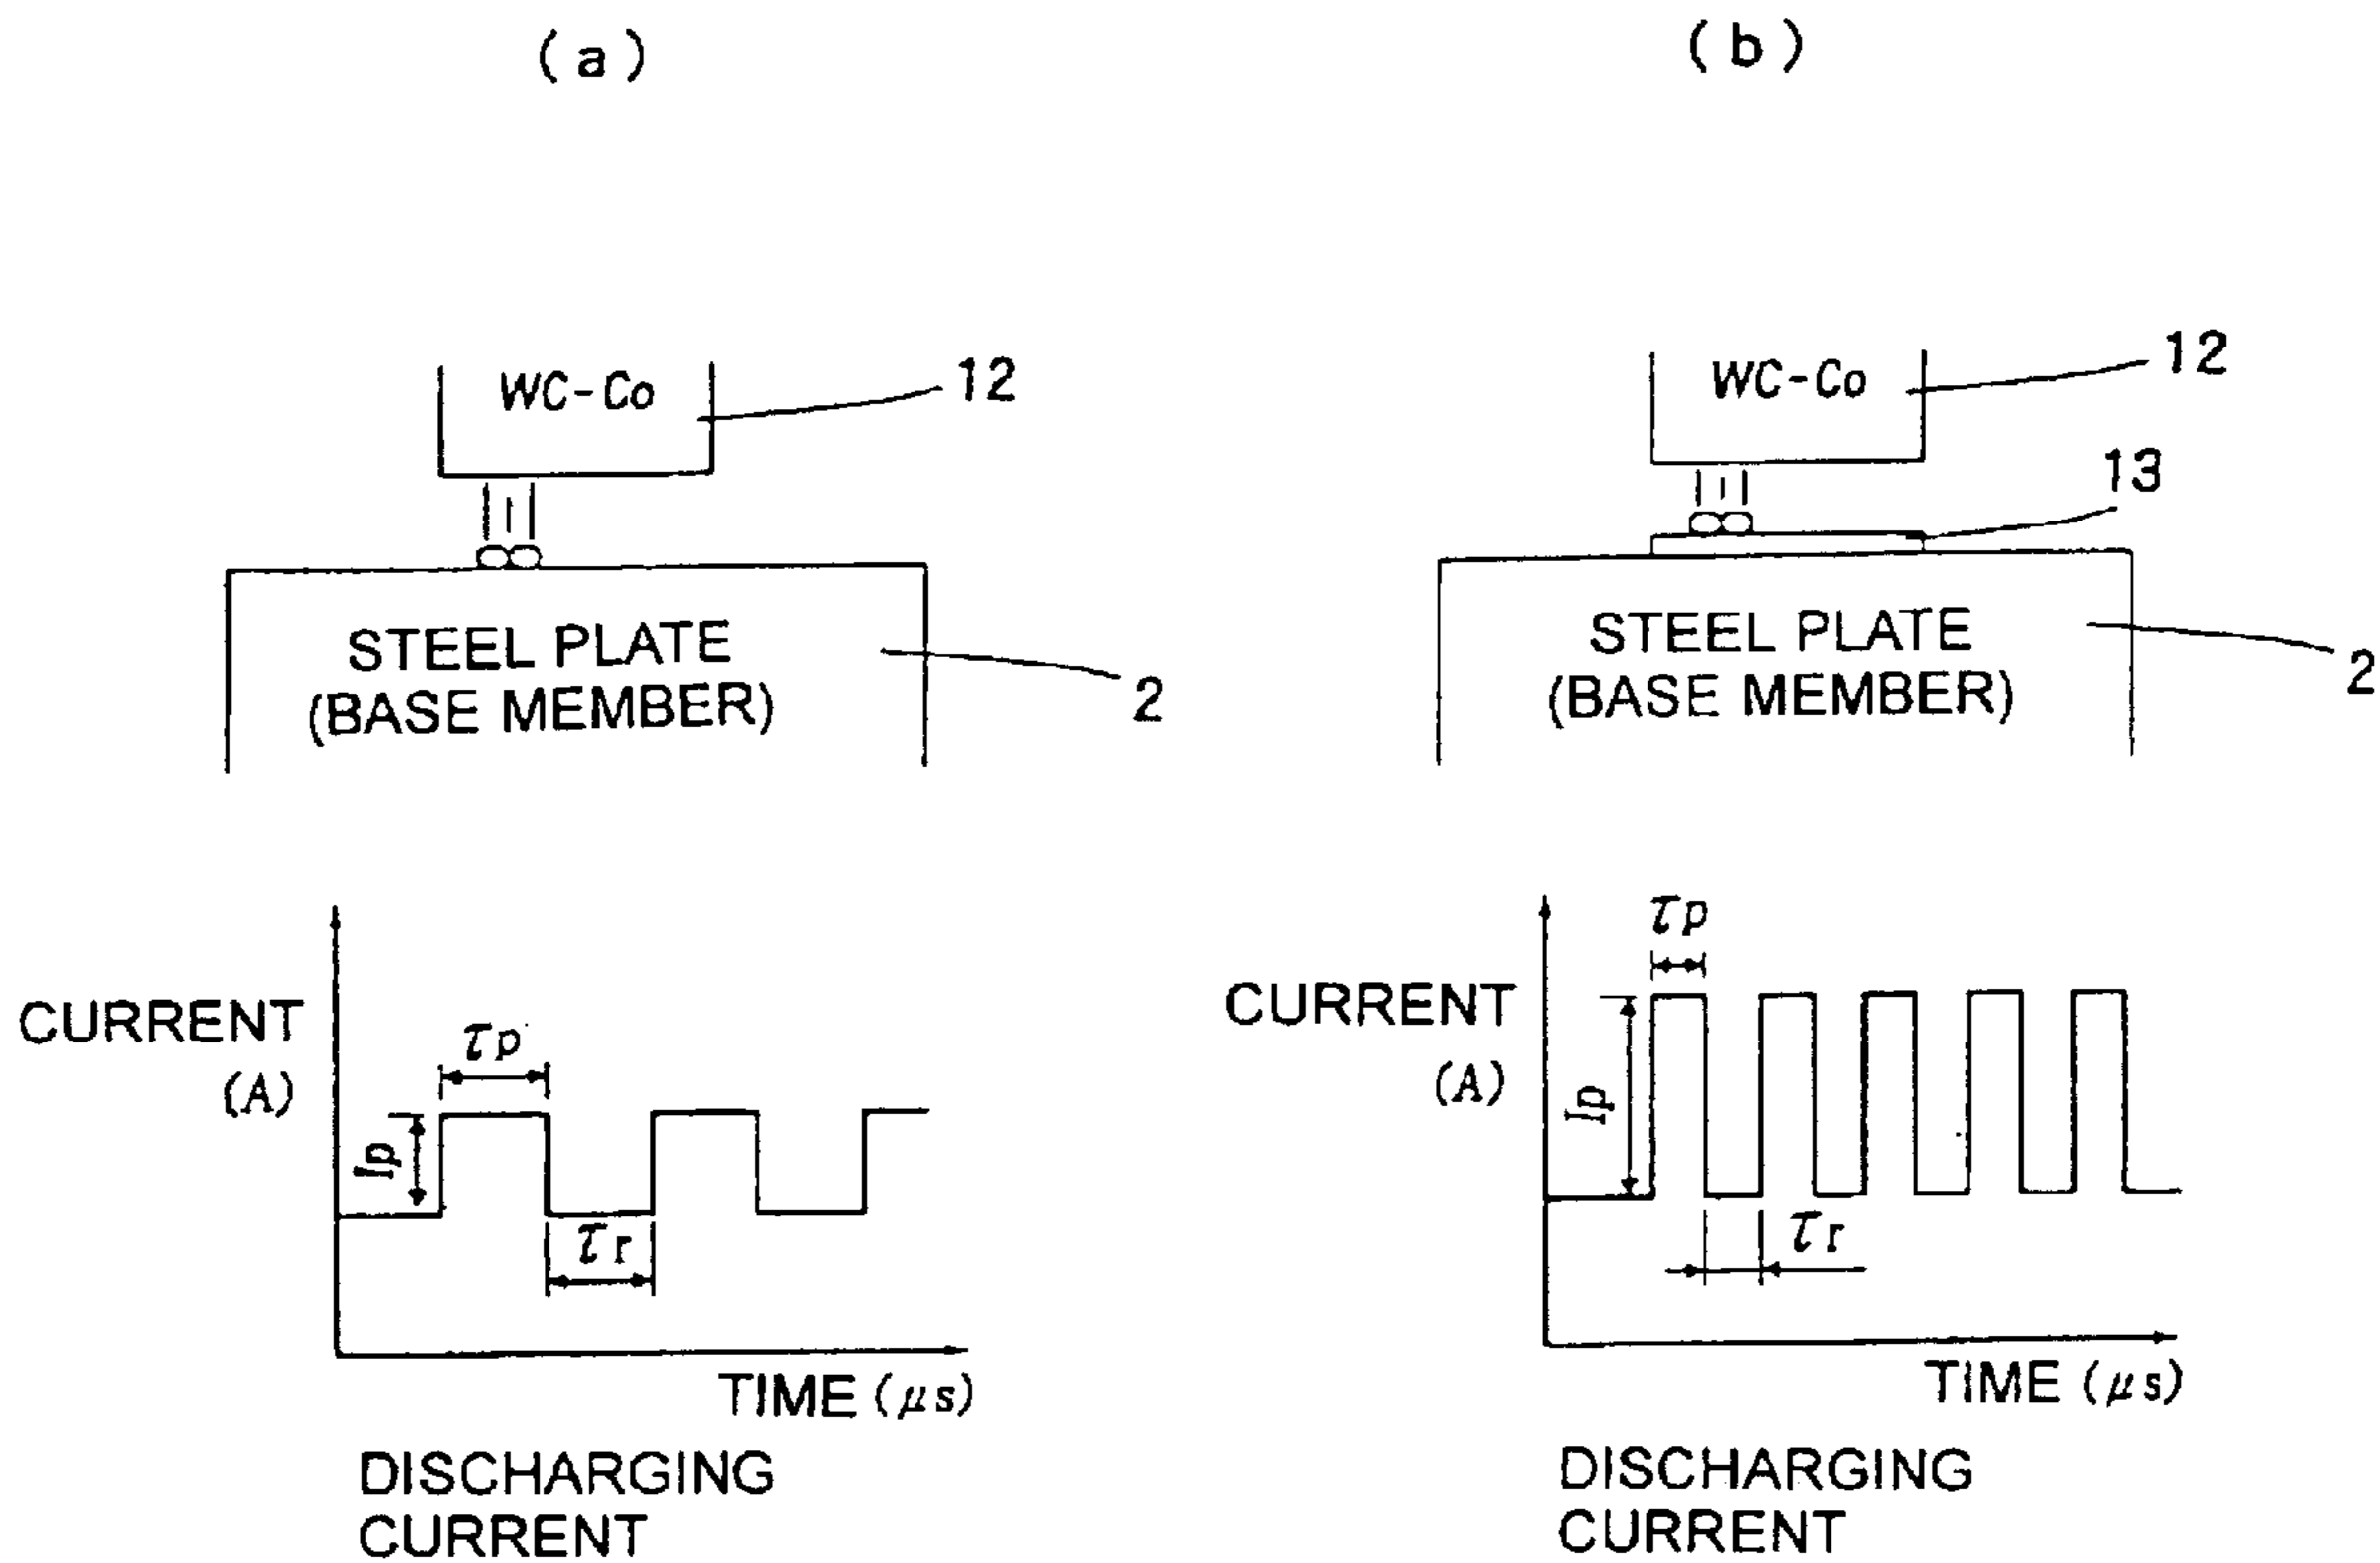 (a)
WC-Co
12
STEEL PLATE
(BASE MEMBER)
2
CURRENT
(A)
τp
Ip
τr
TIME (μs)
DISCHARGING
CURRENT
(b)
WC-Co
12
13
STEEL PLATE
(BASE MEMBER)
2
CURRENT
(A)
τp
Ip
τr
TIME (μs)
DISCHARGING
CURRENT